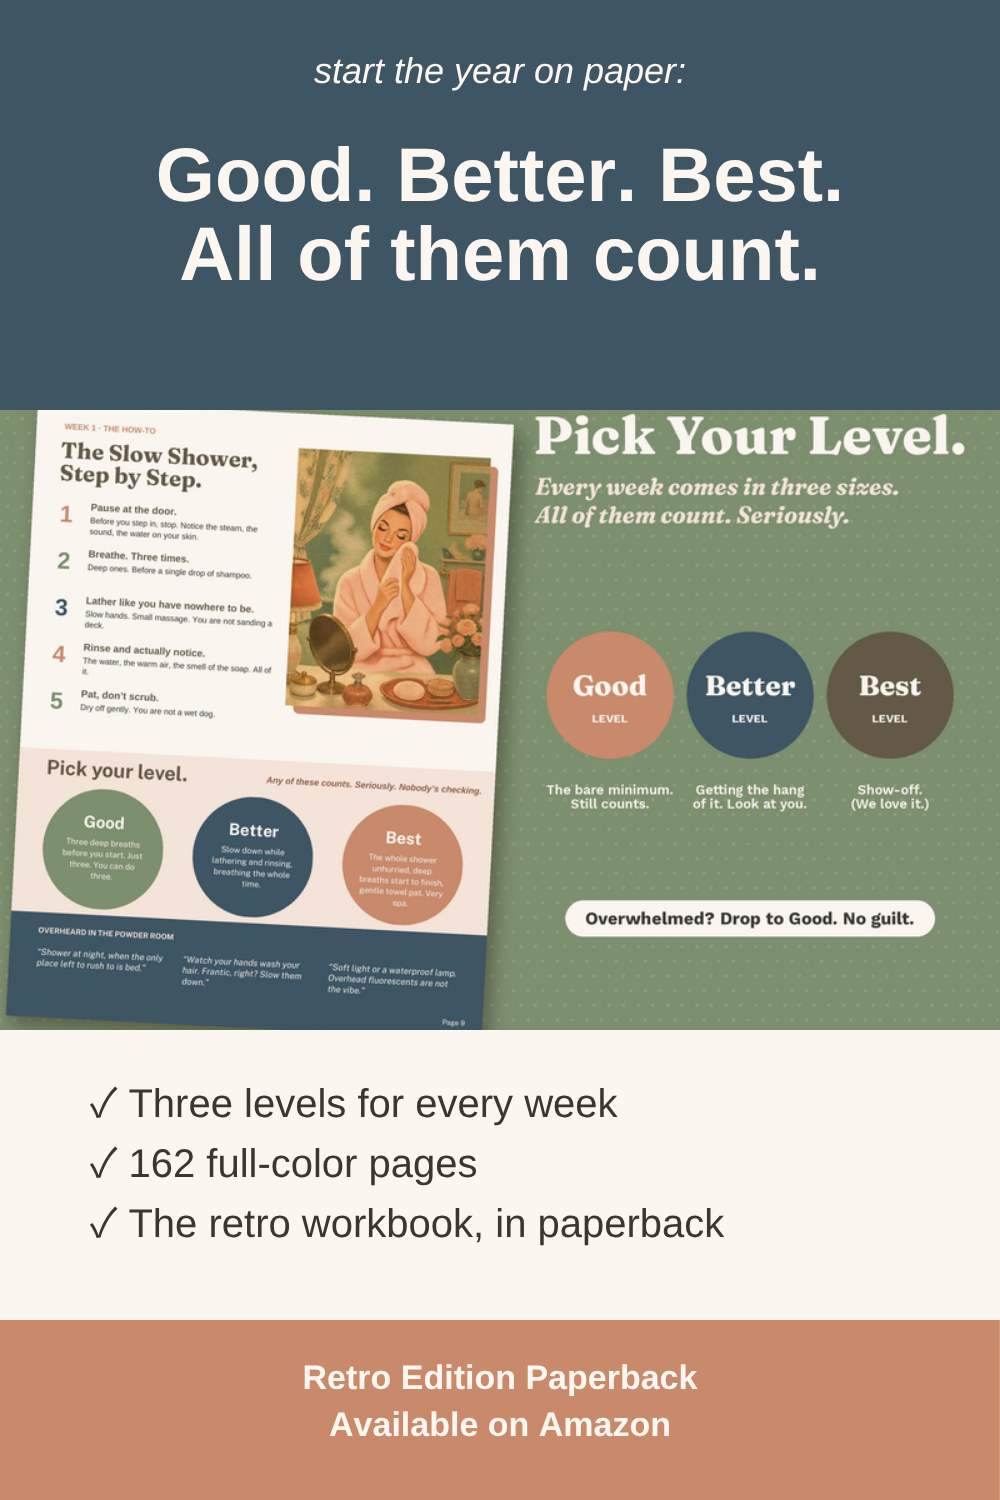 start the year on paper:
Good. Better. Best.
All of them count.
WEEK 1 · THE HOW-TO
The Slow Shower,
Step by Step.
1
Pause at the door.
Before you step in, stop. Notice the steam, the
sound, the water on your skin.
2
Breathe. Three times.
Deep ones. Before a single drop of shampoo.
3
Lather like you have nowhere to be.
Slow hands. Small massage. You are not sanding a
deck.
4
Rinse and actually notice.
The water, the warm air, the smell of the soap. All of
it.
5
Pat, don't scrub.
Dry off gently. You are not a wet dog.
Pick your level.
Any of these counts. Seriously. Nobody's checking.
Good
Three deep breaths
before you start. Just
three. You can do
three.
Better
Slow down while
lathering and rinsing,
breathing the whole
time.
Best
The whole shower
unhurried, deep
breaths start to finish,
gentle towel pat. Very
spa.
OVERHEARD IN THE POWDER ROOM
"Shower at night, when the only
place left to rush to is bed."
"Watch your hands wash your
hair. Frantic, right? Slow them
down."
"Soft light or a waterproof lamp.
Overhead fluorescents are not
the vibe."
Page 9
Pick Your Level.
Every week comes in three sizes.
All of them count. Seriously.
Good
LEVEL
Better
LEVEL
Best
LEVEL
The bare minimum.
Still counts.
Getting the hang
of it. Look at you.
Show-off.
(We love it.)
Overwhelmed? Drop to Good. No guilt.
✓ Three levels for every week
✓ 162 full-color pages
✓ The retro workbook, in paperback
Retro Edition Paperback
Available on Amazon